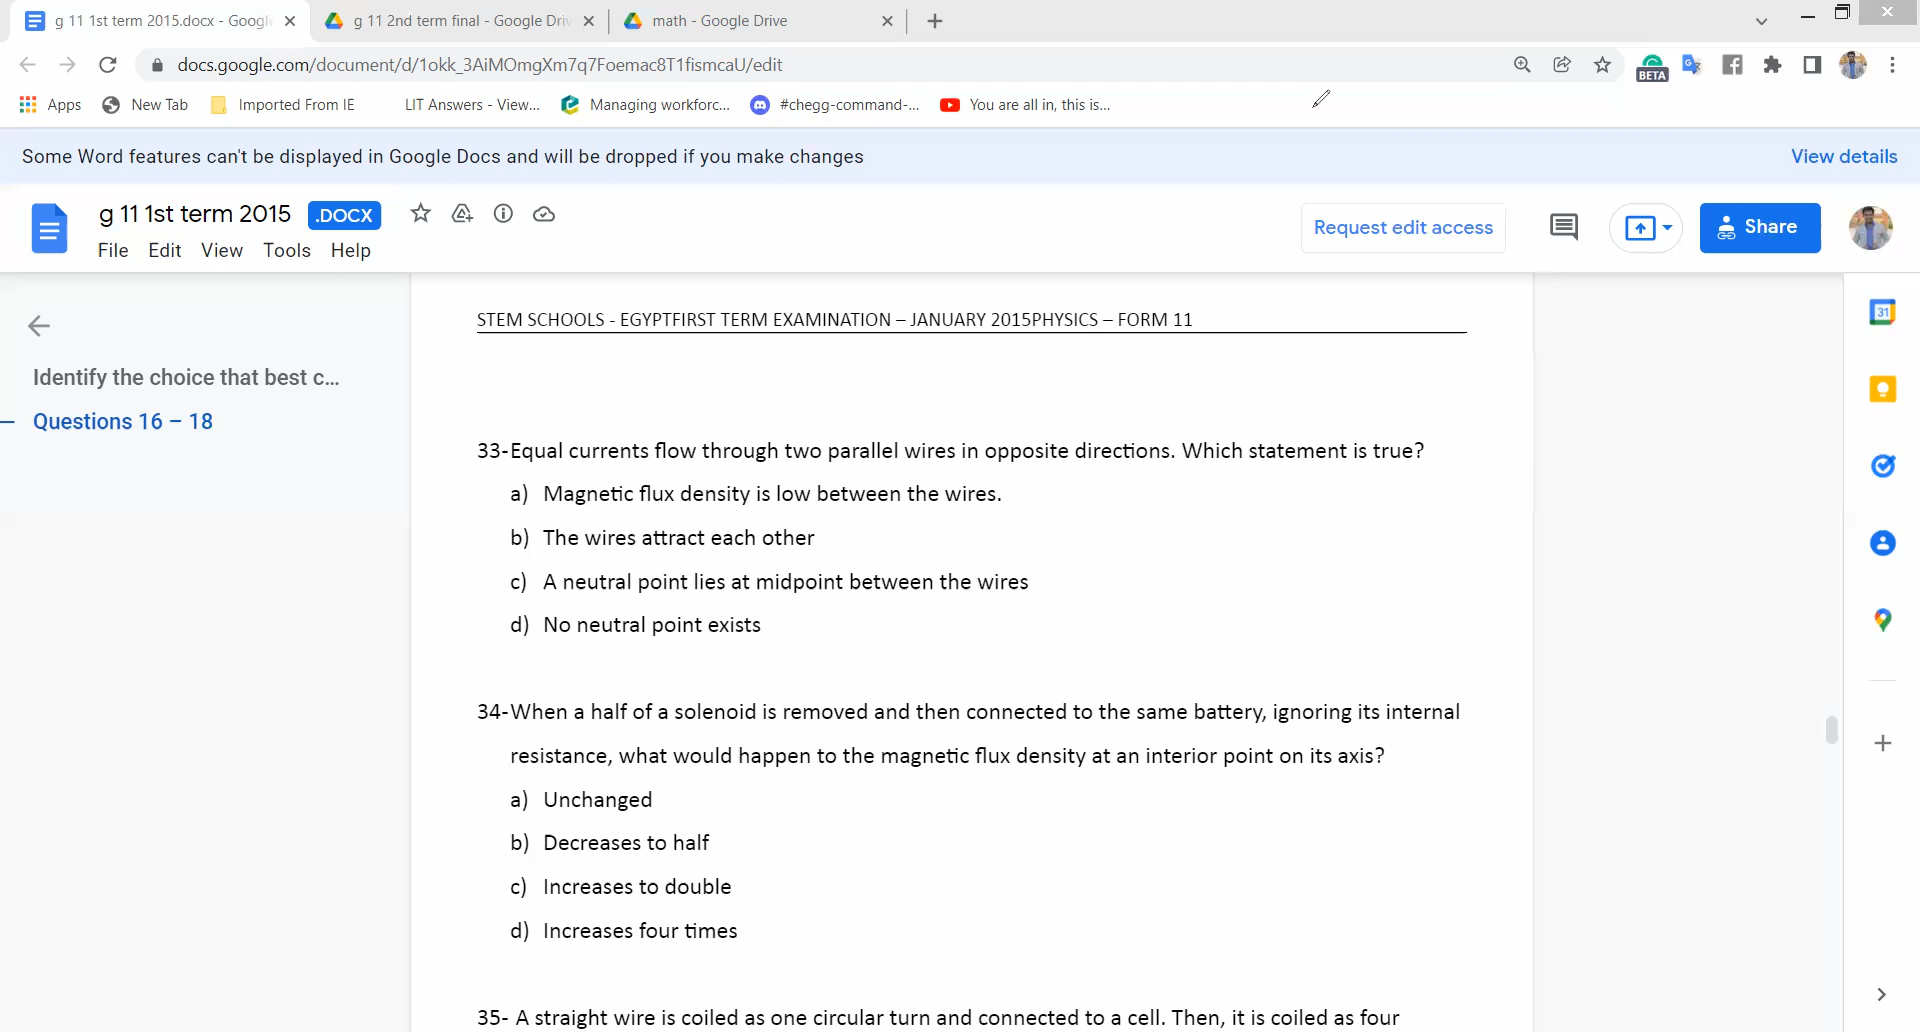 g 11 1st term 2015.docx - Google
g 11 2nd term final - Google Driv
math - Google Drive
docs.google.com/document/d/1okk_3AiMOmgXm7q7Foemac8T1fismcaU/edit
BETA
Apps
New Tab
Imported From IE
LIT Answers - View...
Managing workforc...
#chegg-command-...
You are all in, this is...
Some Word features can't be displayed in Google Docs and will be dropped if you make changes
View details
g 11 1st term 2015 .DOCX
File Edit View Tools Help
Request edit access
Share
Identify the choice that best c...
Questions 16 – 18
31
STEM SCHOOLS - EGYPTFIRST TERM EXAMINATION – JANUARY 2015PHYSICS – FORM 11
33-Equal currents flow through two parallel wires in opposite directions. Which statement is true?
a) Magnetic flux density is low between the wires.
b) The wires attract each other
c) A neutral point lies at midpoint between the wires
d) No neutral point exists
34-When a half of a solenoid is removed and then connected to the same battery, ignoring its internal
resistance, what would happen to the magnetic flux density at an interior point on its axis?
a) Unchanged
b) Decreases to half
c) Increases to double
d) Increases four times
35- A straight wire is coiled as one circular turn and connected to a cell. Then, it is coiled as four